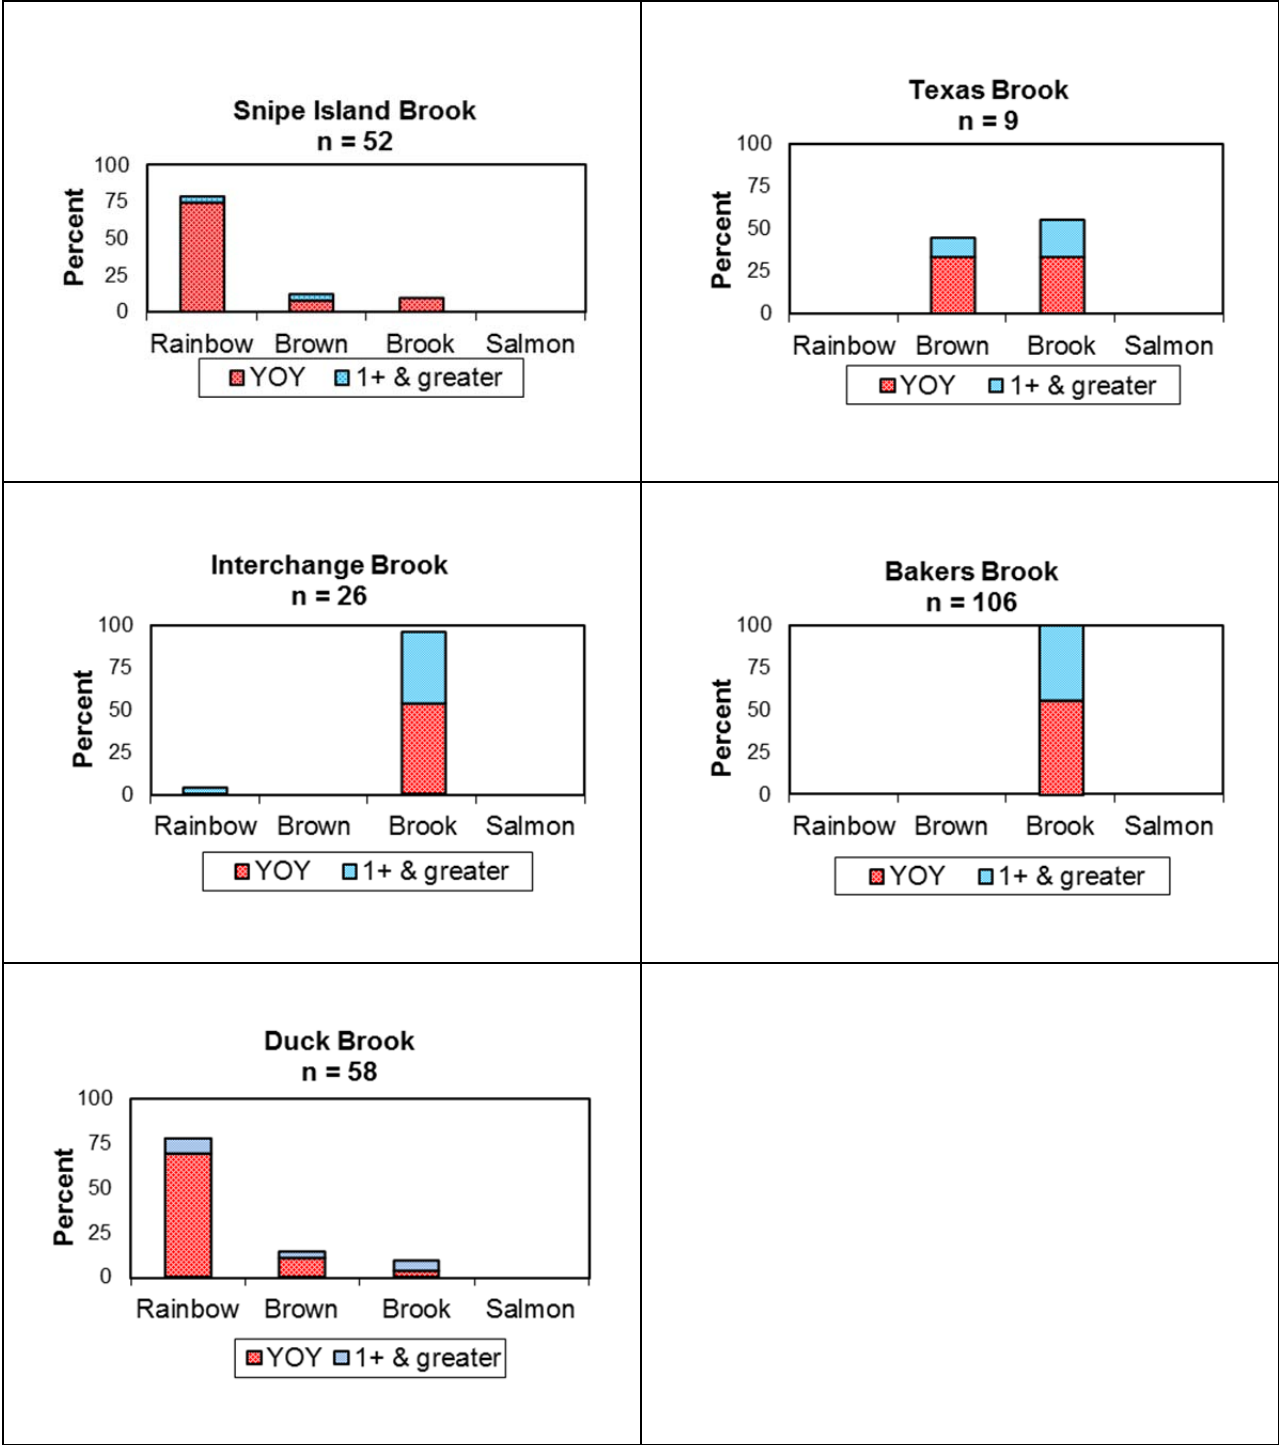 Snipe Island Brook
n = 52
100
75
50
25
0
Percent
Rainbow Brown Brook Salmon
YOY 1+ & greater
Texas Brook
n = 9
100
75
50
25
0
Percent
Rainbow Brown Brook Salmon
YOY 1+ & greater
Interchange Brook
n = 26
100
75
50
25
0
Percent
Rainbow Brown Brook Salmon
YOY 1+ & greater
Bakers Brook
n = 106
100
75
50
25
0
Percent
Rainbow Brown Brook Salmon
YOY 1+ & greater
Duck Brook
n = 58
100
75
50
25
0
Percent
Rainbow Brown Brook Salmon
YOY 1+ & greater